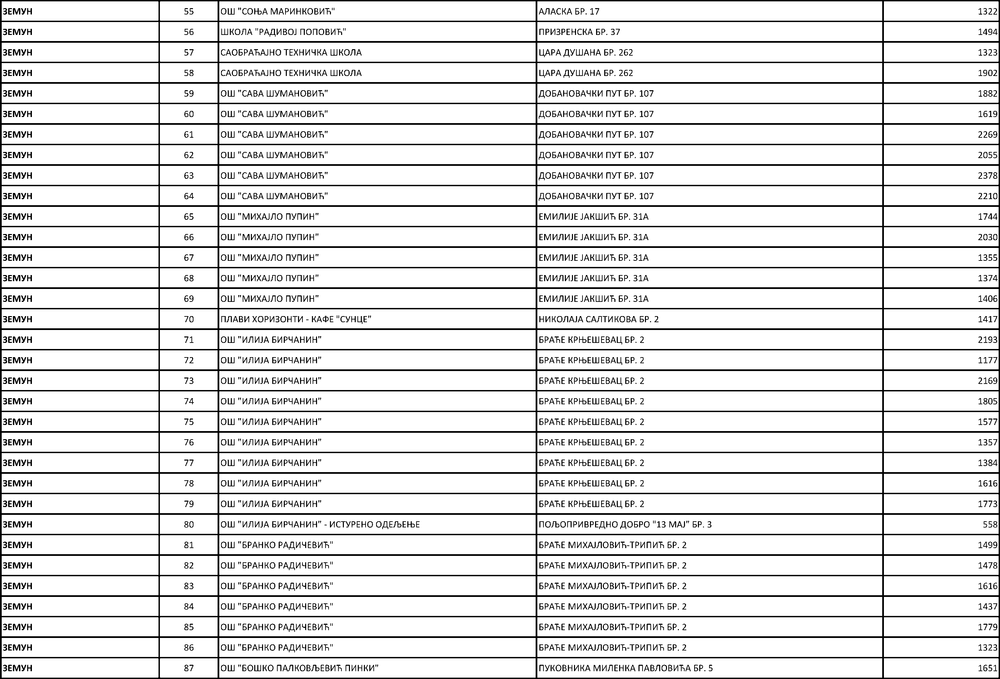 ЗЕМУН 55 ОШ "СОЊА МАРИНКОВИЋ" АЛАСКА БР. 17 1322
ЗЕМУН 56 ШКОЛА "РАДИВОЈ ПОПОВИЋ" ПРИЗРЕНСКА БР. 37 1494
ЗЕМУН 57 САОБРАЋАЈНО ТЕХНИЧКА ШКОЛА ЦАРА ДУШАНА БР. 262 1323
ЗЕМУН 58 САОБРАЋАЈНО ТЕХНИЧКА ШКОЛА ЦАРА ДУШАНА БР. 262 1902
ЗЕМУН 59 ОШ "САВА ШУМАНОВИЋ" ДОБАНОВАЧКИ ПУТ БР. 107 1882
ЗЕМУН 60 ОШ "САВА ШУМАНОВИЋ" ДОБАНОВАЧКИ ПУТ БР. 107 1619
ЗЕМУН 61 ОШ "САВА ШУМАНОВИЋ" ДОБАНОВАЧКИ ПУТ БР. 107 2269
ЗЕМУН 62 ОШ "САВА ШУМАНОВИЋ" ДОБАНОВАЧКИ ПУТ БР. 107 2055
ЗЕМУН 63 ОШ "САВА ШУМАНОВИЋ" ДОБАНОВАЧКИ ПУТ БР. 107 2378
ЗЕМУН 64 ОШ "САВА ШУМАНОВИЋ" ДОБАНОВАЧКИ ПУТ БР. 107 2210
ЗЕМУН 65 ОШ "МИХАЈЛО ПУПИН" ЕМИЛИЈЕ ЈАКШИЋ БР. 31А 1744
ЗЕМУН 66 ОШ "МИХАЈЛО ПУПИН" ЕМИЛИЈЕ ЈАКШИЋ БР. 31А 2030
ЗЕМУН 67 ОШ "МИХАЈЛО ПУПИН" ЕМИЛИЈЕ ЈАКШИЋ БР. 31А 1355
ЗЕМУН 68 ОШ "МИХАЈЛО ПУПИН" ЕМИЛИЈЕ ЈАКШИЋ БР. 31А 1374
ЗЕМУН 69 ОШ "МИХАЈЛО ПУПИН" ЕМИЛИЈЕ ЈАКШИЋ БР. 31А 1406
ЗЕМУН 70 ПЛАВИ ХОРИЗОНТИ - КАФЕ "СУНЦЕ" НИКОЛАЈА САЛТИКОВА БР. 2 1417
ЗЕМУН 71 ОШ "ИЛИЈА БИРЧАНИН" БРАЋЕ КРЊЕШЕВАЦ БР. 2 2193
ЗЕМУН 72 ОШ "ИЛИЈА БИРЧАНИН" БРАЋЕ КРЊЕШЕВАЦ БР. 2 1177
ЗЕМУН 73 ОШ "ИЛИЈА БИРЧАНИН" БРАЋЕ КРЊЕШЕВАЦ БР. 2 2169
ЗЕМУН 74 ОШ "ИЛИЈА БИРЧАНИН" БРАЋЕ КРЊЕШЕВАЦ БР. 2 1805
ЗЕМУН 75 ОШ "ИЛИЈА БИРЧАНИН" БРАЋЕ КРЊЕШЕВАЦ БР. 2 1577
ЗЕМУН 76 ОШ "ИЛИЈА БИРЧАНИН" БРАЋЕ КРЊЕШЕВАЦ БР. 2 1357
ЗЕМУН 77 ОШ "ИЛИЈА БИРЧАНИН" БРАЋЕ КРЊЕШЕВАЦ БР. 2 1384
ЗЕМУН 78 ОШ "ИЛИЈА БИРЧАНИН" БРАЋЕ КРЊЕШЕВАЦ БР. 2 1616
ЗЕМУН 79 ОШ "ИЛИЈА БИРЧАНИН" БРАЋЕ КРЊЕШЕВАЦ БР. 2 1773
ЗЕМУН 80 ОШ "ИЛИЈА БИРЧАНИН" - ИСТУРЕНО ОДЕЉЕЊЕ ПОЉОПРИВРЕДНО ДОБРО "13 МАЈ" БР. 3 558
ЗЕМУН 81 ОШ "БРАНКО РАДИЧЕВИЋ" БРАЋЕ МИХАЈЛОВИЋ-ТРИПИЋ БР. 2 1499
ЗЕМУН 82 ОШ "БРАНКО РАДИЧЕВИЋ" БРАЋЕ МИХАЈЛОВИЋ-ТРИПИЋ БР. 2 1478
ЗЕМУН 83 ОШ "БРАНКО РАДИЧЕВИЋ" БРАЋЕ МИХАЈЛОВИЋ-ТРИПИЋ БР. 2 1616
ЗЕМУН 84 ОШ "БРАНКО РАДИЧЕВИЋ" БРАЋЕ МИХАЈЛОВИЋ-ТРИПИЋ БР. 2 1437
ЗЕМУН 85 ОШ "БРАНКО РАДИЧЕВИЋ" БРАЋЕ МИХАЈЛОВИЋ-ТРИПИЋ БР. 2 1779
ЗЕМУН 86 ОШ "БРАНКО РАДИЧЕВИЋ" БРАЋЕ МИХАЈЛОВИЋ-ТРИПИЋ БР. 2 1323
ЗЕМУН 87 ОШ "БОШКО ПАЛКОВЉЕВИЋ ПИНКИ" ПУКОВНИКА МИЛЕНКА ПАВЛОВИЋА БР. 5 1651